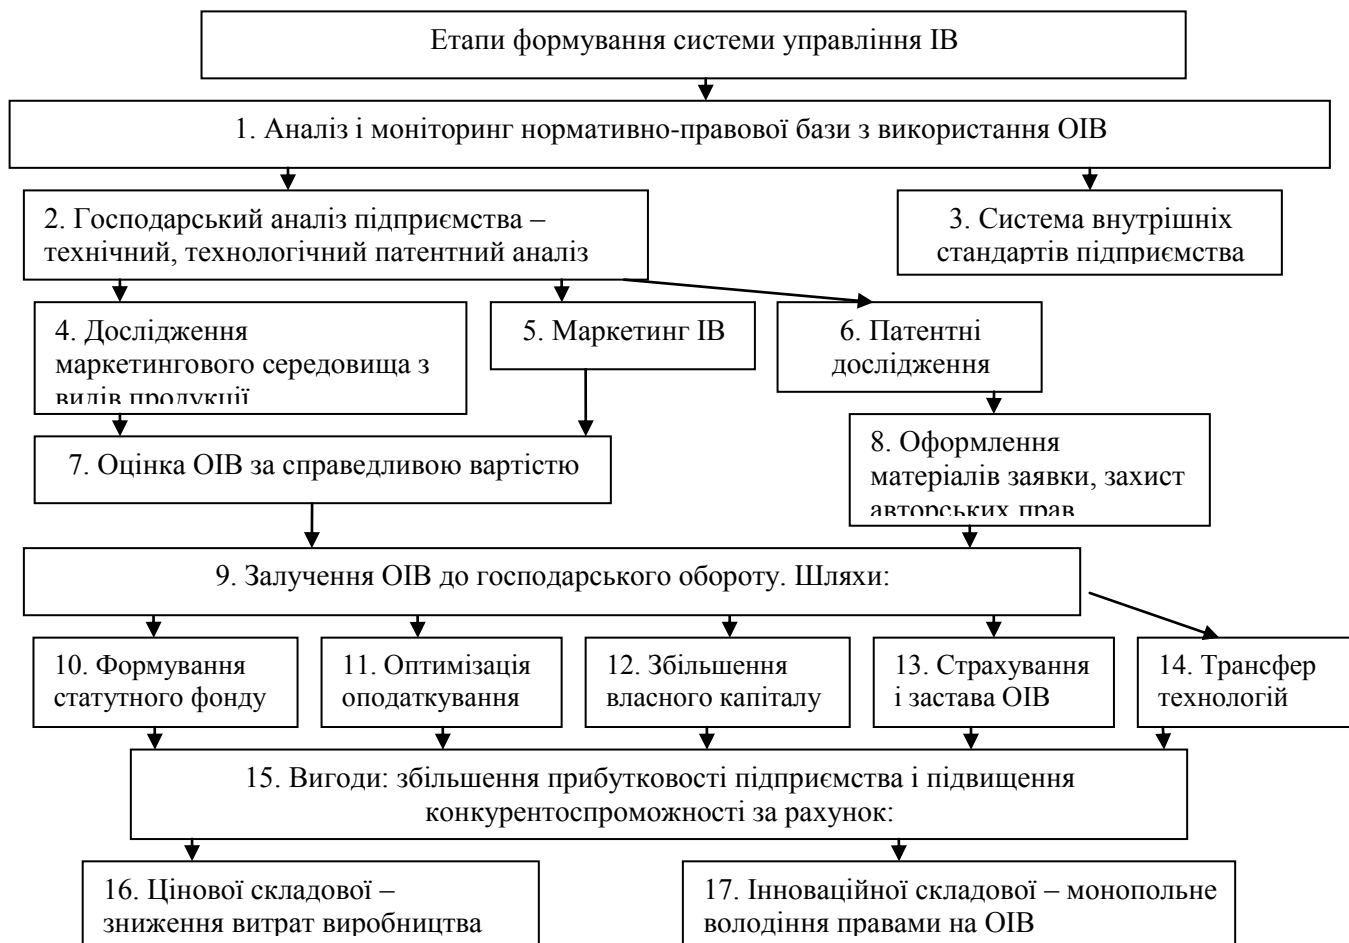 Етапи формування системи управління ІВ
1. Аналіз і моніторинг нормативно-правової бази з використання ОІВ
2. Господарський аналіз підприємства –
технічний, технологічний патентний аналіз
3. Система внутрішніх
стандартів підприємства
4. Дослідження
маркетингового середовища з
видів продукції
5. Маркетинг ІВ
6. Патентні
дослідження
7. Оцінка ОІВ за справедливою вартістю
8. Оформлення
матеріалів заявки, захист
авторських прав
9. Залучення ОІВ до господарського обороту. Шляхи:
10. Формування
статутного фонду
11. Оптимізація
оподаткування
12. Збільшення
власного капіталу
13. Страхування
і застава ОІВ
14. Трансфер
технологій
15. Вигоди: збільшення прибутковості підприємства і підвищення
конкурентоспроможності за рахунок:
16. Цінової складової –
зниження витрат виробництва
17. Інноваційної складової – монопольне
володіння правами на ОІВ